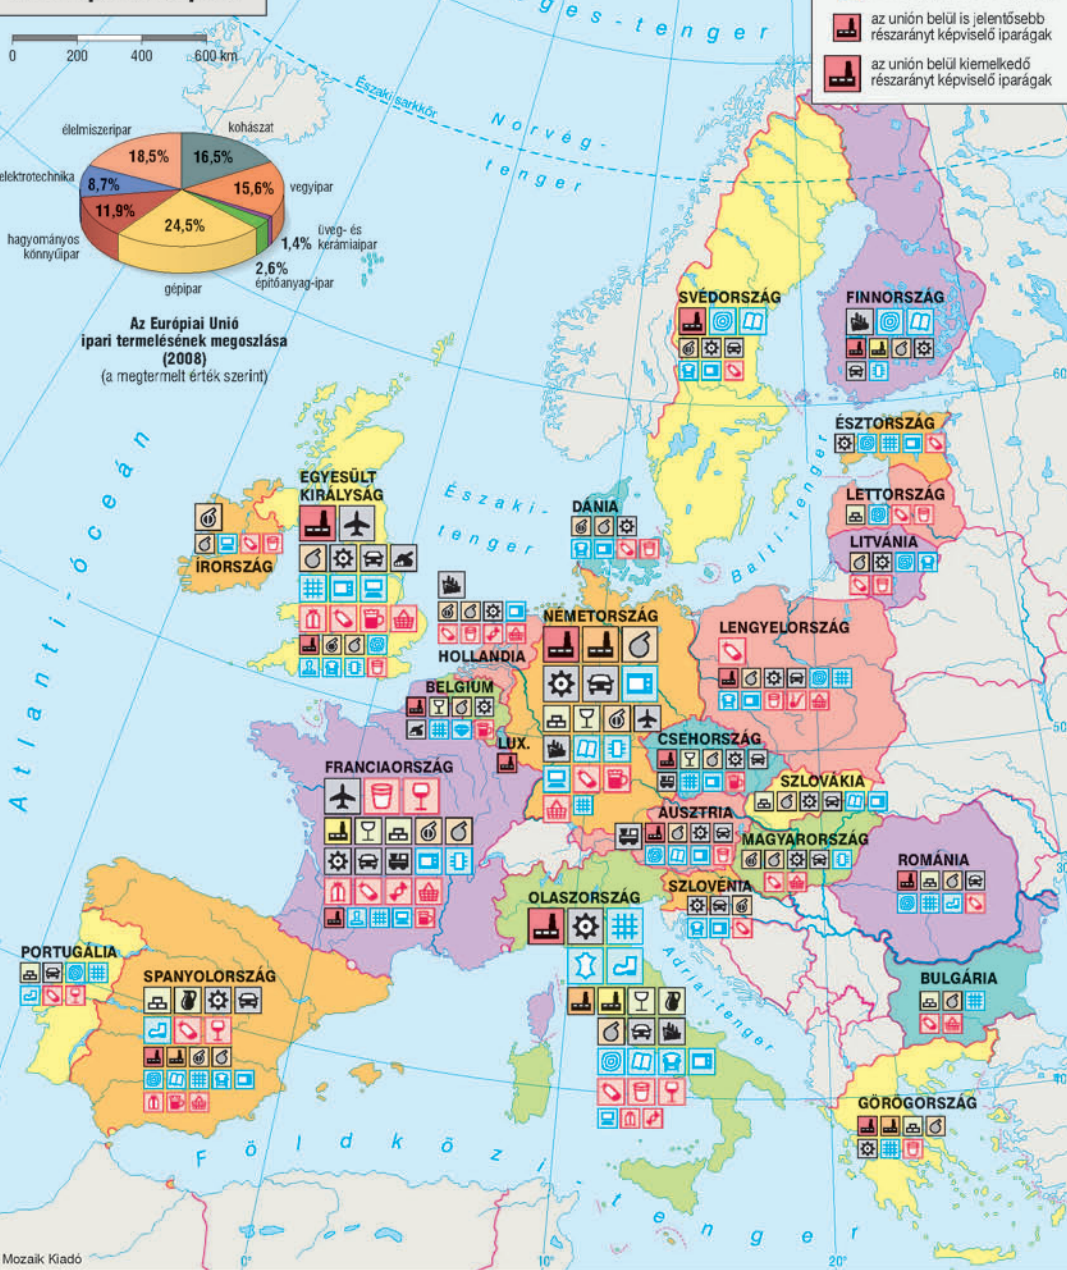 0 200 400 600 km
az unión belül is jelentősebb
részarányt képviselő iparágak
az unión belül kiemelkedő
részarányt képviselő iparágak
élelmiszeripar
kohászat
18,5%
16,5%
elektrotechnika
8,7%
15,6%
vegyipar
11,9%
24,5%
hagyományos
könnyűipar
1,4%
üveg- és
kerámiaipar
2,6%
építőanyag-ipar
gépipar
Az Európiai Unió
ipari termelésének megoszlása
(2008)
(a megtermelt érték szerint)
ges-tenger
Északi sarkkör
Norvég-
tenger
SVÉDORSZÁG
FINNORSZÁG
60
ÉSZTORSZÁG
LETTORSZÁG
LITVÁNIA
Balti-tenger
Északi-
tenger
DÁNIA
EGYESÜLT
KIRÁLYSÁG
ÍRORSZÁG
Atlanti-óceán
NÉMETORSZÁG
LENGYELORSZÁG
HOLLANDIA
BELGIUM
LUX.
50
CSEHORSZÁG
FRANCIAORSZÁG
SZLOVÁKIA
AUSZTRIA
MAGYARORSZÁG
ROMÁNIA
30
SZLOVÉNIA
OLASZORSZÁG
PORTUGÁLIA
SPANYOLORSZÁG
Adriai-tenger
BULGÁRIA
40
GÖRÖGORSZÁG
Földközi-tenger
Mozaik Kiadó
0°
10°
20°